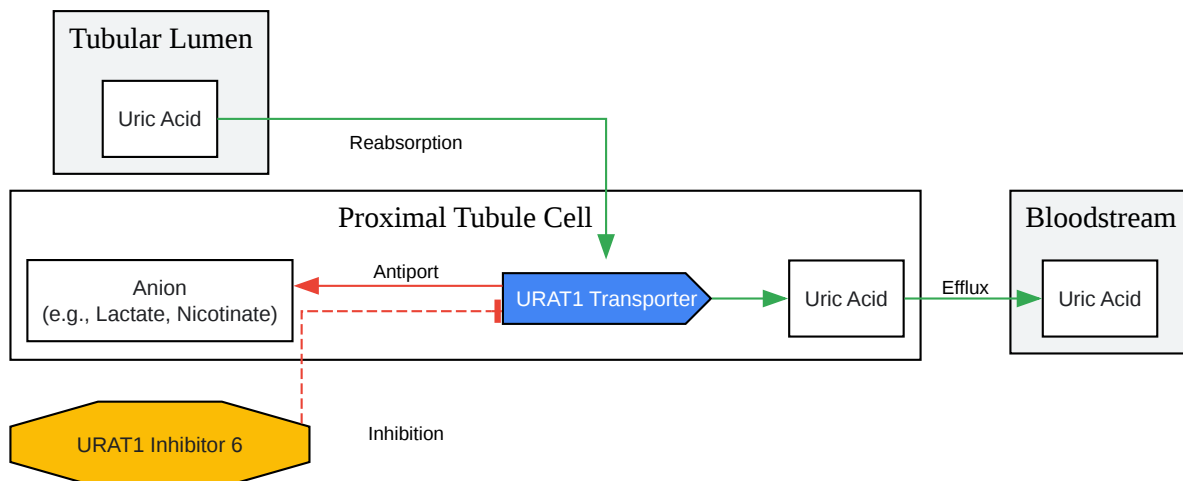 Tubular Lumen
Uric Acid
Reabsorption
Proximal Tubule Cell
Bloodstream
Anion
(e.g., Lactate, Nicotinate)
Antiport
URAT1 Transporter
Uric Acid
Efflux
Uric Acid
URAT1 Inhibitor 6
Inhibition